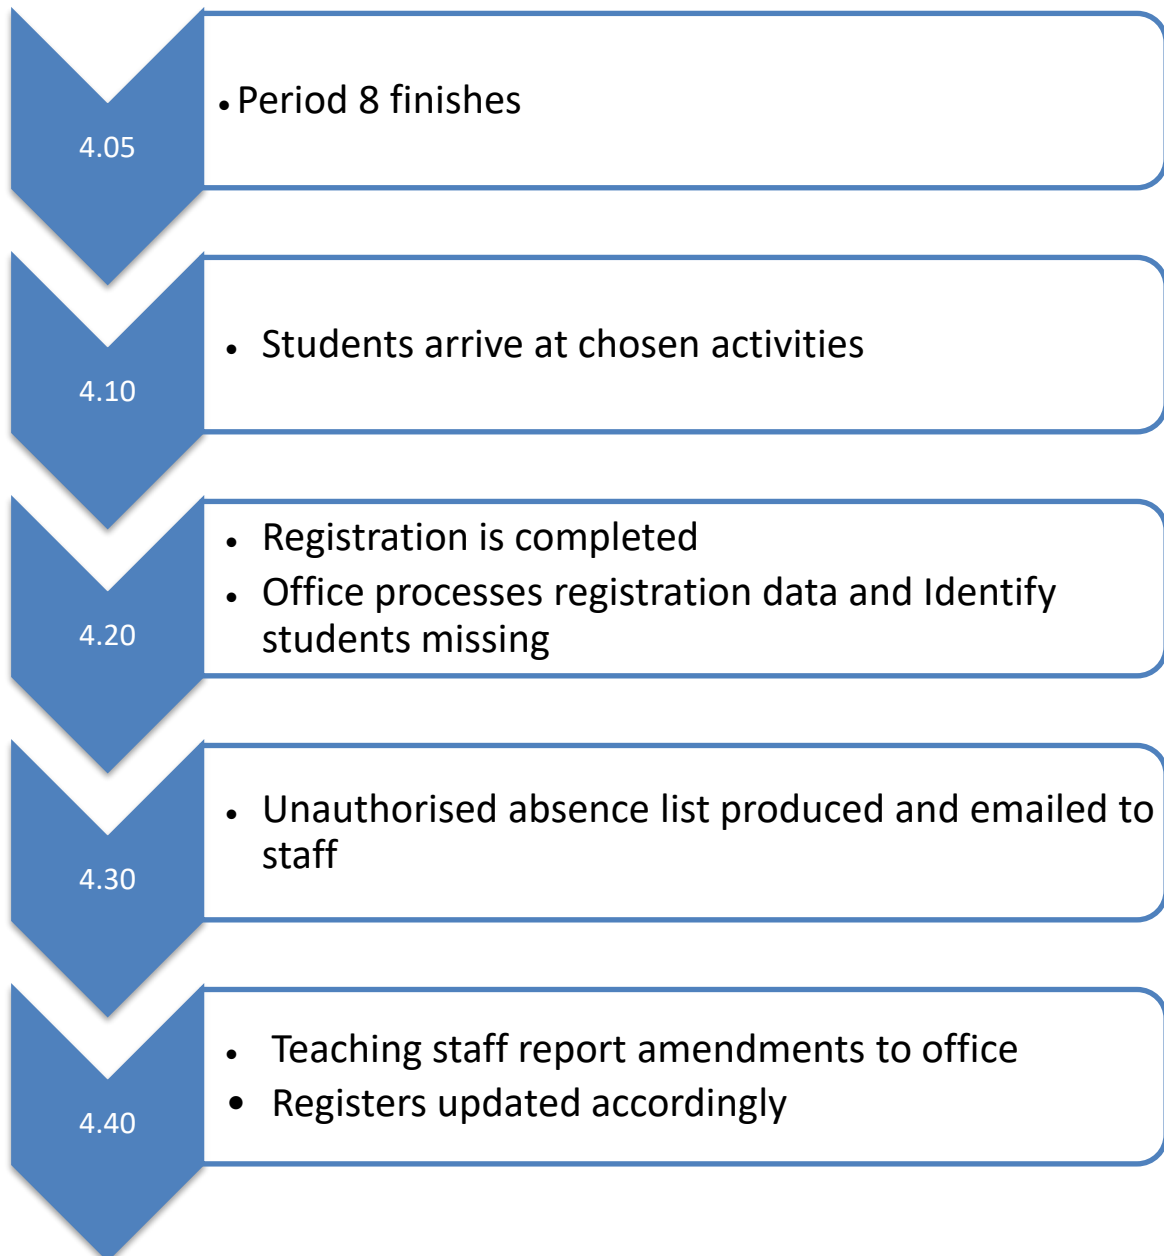 4.05
• Period 8 finishes
4.10
• Students arrive at chosen activities
4.20
• Registration is completed
• Office processes registration data and Identify
students missing
4.30
• Unauthorised absence list produced and emailed to
staff
4.40
• Teaching staff report amendments to office
• Registers updated accordingly